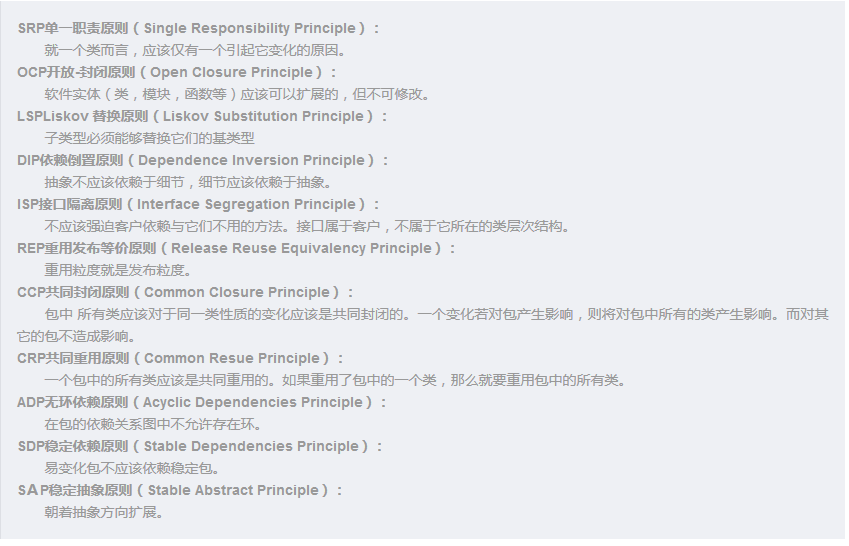 SRP单一职责原则（Single Responsibility Principle）：
就一个类而言，应该仅有一个引起它变化的原因。
OCP开放-封闭原则（Open Closure Principle）：
软件实体（类，模块，函数等）应该可以扩展的，但不可修改。
LSPLiskov 替换原则（Liskov Substitution Principle）：
子类型必须能够替换它们的基类型
DIP依赖倒置原则（Dependence Inversion Principle）：
抽象不应该依赖于细节，细节应该依赖于抽象。
ISP接口隔离原则（Interface Segregation Principle）：
不应该强迫客户依赖与它们不用的方法。接口属于客户，不属于它所在的类层次结构。
REP重用发布等价原则（Release Reuse Equivalency Principle）：
重用粒度就是发布粒度。
CCP共同封闭原则（Common Closure Principle）：
包中 所有类应该对于同一类性质的变化应该是共同封闭的。一个变化若对包产生影响，则将对包中所有的类产生影响。而对其
它的包不造成影响。
CRP共同重用原则（Common Resue Principle）：
一个包中的所有类应该是共同重用的。如果重用了包中的一个类，那么就要重用包中的所有类。
ADP无环依赖原则（Acyclic Dependencies Principle）：
在包的依赖关系图中不允许存在环。
SDP稳定依赖原则（Stable Dependencies Principle）：
易变化包不应该依赖稳定包。
SAP稳定抽象原则（Stable Abstract Principle）：
朝着抽象方向扩展。